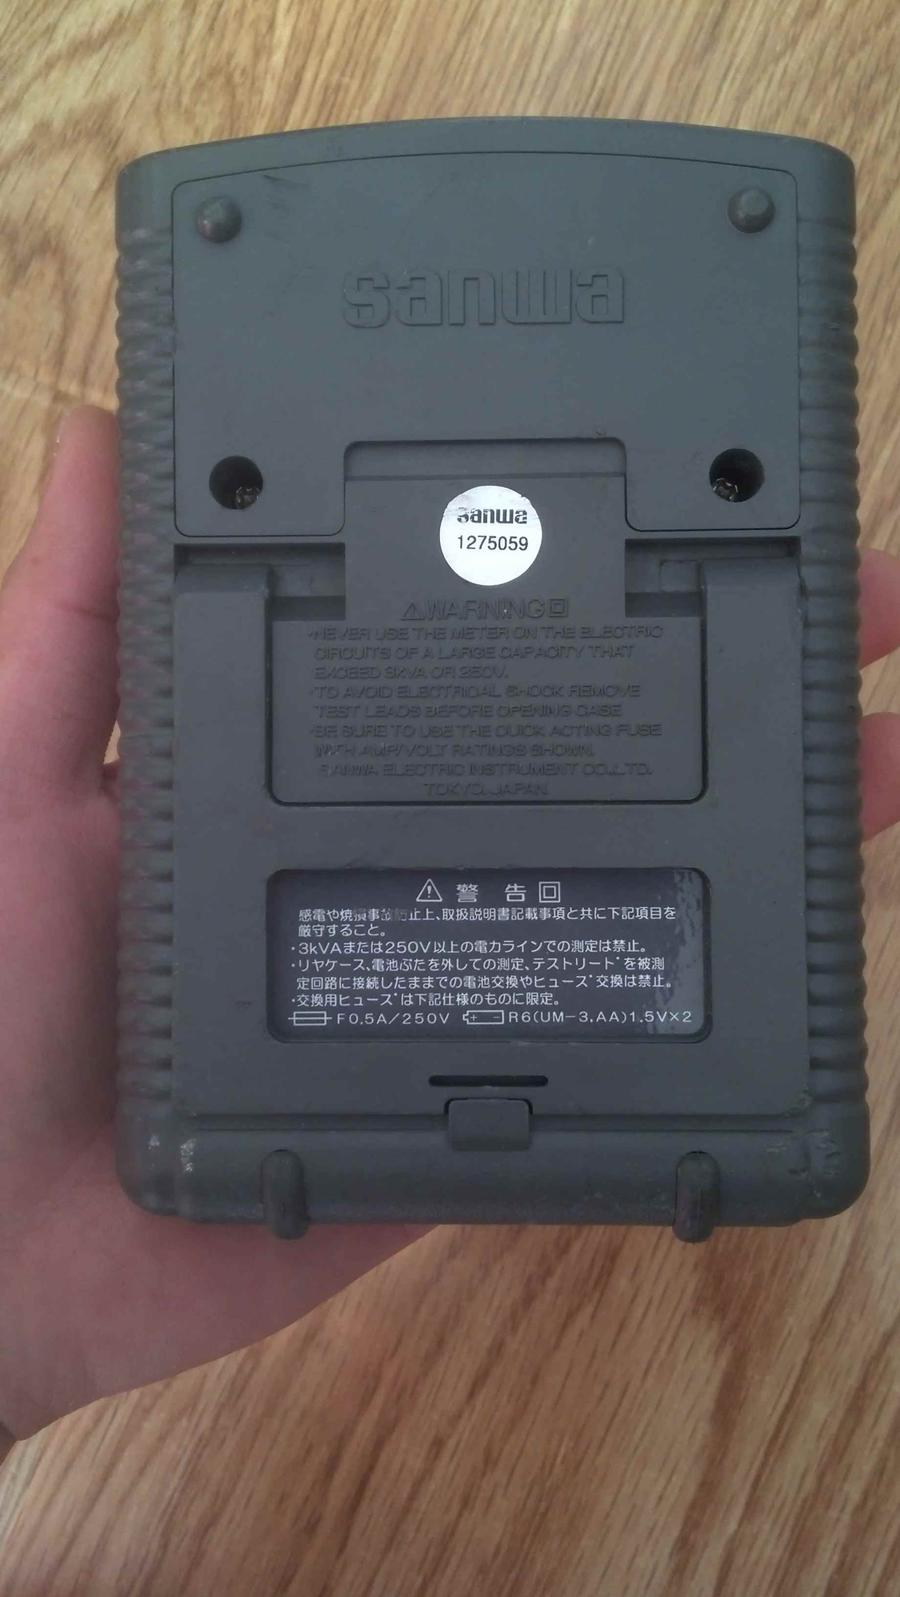 sanwa
sanwa
1275059
⚠WARNING回
・NEVER USE THE METER ON THE ELECTRIC
CIRCUITS OF A LARGE CAPACITY THAT
EXCEED 3KVA OR 250V.
・TO AVOID ELECTRICAL SHOCK REMOVE
TEST LEADS BEFORE OPENING CASE
・BE SURE TO USE THE QUICK ACTING FUSE
WITH AMP/VOLT RATINGS SHOWN.
SANWA ELECTRIC INSTRUMENT CO.,LTD.
TOKYO.JAPAN
⚠ 警 告 回
感電や焼損事故防止上、取扱説明書記載事項と共に下記項目を
厳守すること。
・3kVAまたは250V以上の電力ラインでの測定は禁止。
・リヤケース、電池ぶたを外しての測定、テストリードを被測
定回路に接続したままでの電池交換やヒューズ交換は禁止。
・交換用ヒューズは下記仕様のものに限定。
F0.5A/250V R6(UM-3,AA)1.5V×2